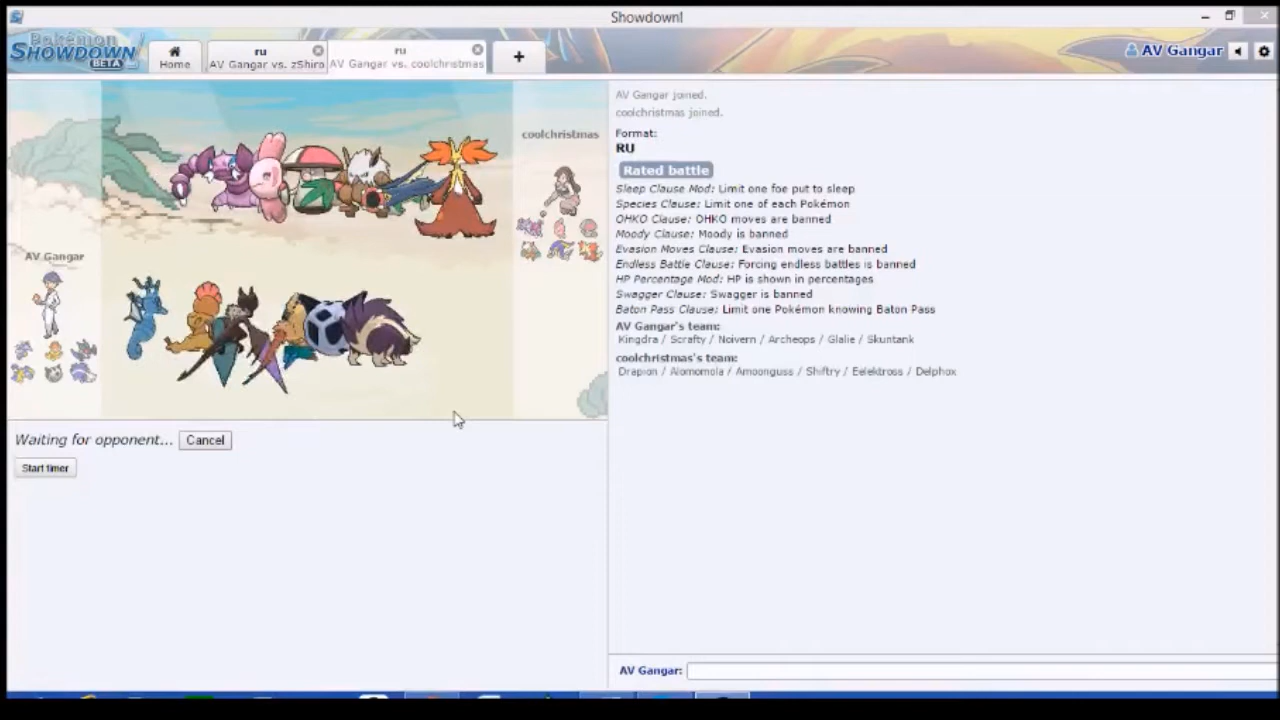 Showdown!
Pokémon
SHOWDOWN
BETA
Home
ru
AV Gangar vs. zShiro
ru
AV Gangar vs. coolchristmas
+
AV Gangar
coolchristmas
AV Gangar
Waiting for opponent... Cancel
Start timer
AV Gangar joined.
coolchristmas joined.
Format:
RU
Rated battle
Sleep Clause Mod: Limit one foe put to sleep
Species Clause: Limit one of each Pokémon
OHKO Clause: OHKO moves are banned
Moody Clause: Moody is banned
Evasion Moves Clause: Evasion moves are banned
Endless Battle Clause: Forcing endless battles is banned
HP Percentage Mod: HP is shown in percentages
Swagger Clause: Swagger is banned
Baton Pass Clause: Limit one Pokémon knowing Baton Pass
AV Gangar's team:
Kingdra / Scrafty / Noivern / Archeops / Glalie / Skuntank
coolchristmas's team:
Drapion / Alomomola / Amoonguss / Shiftry / Eelektross / Delphox
AV Gangar: